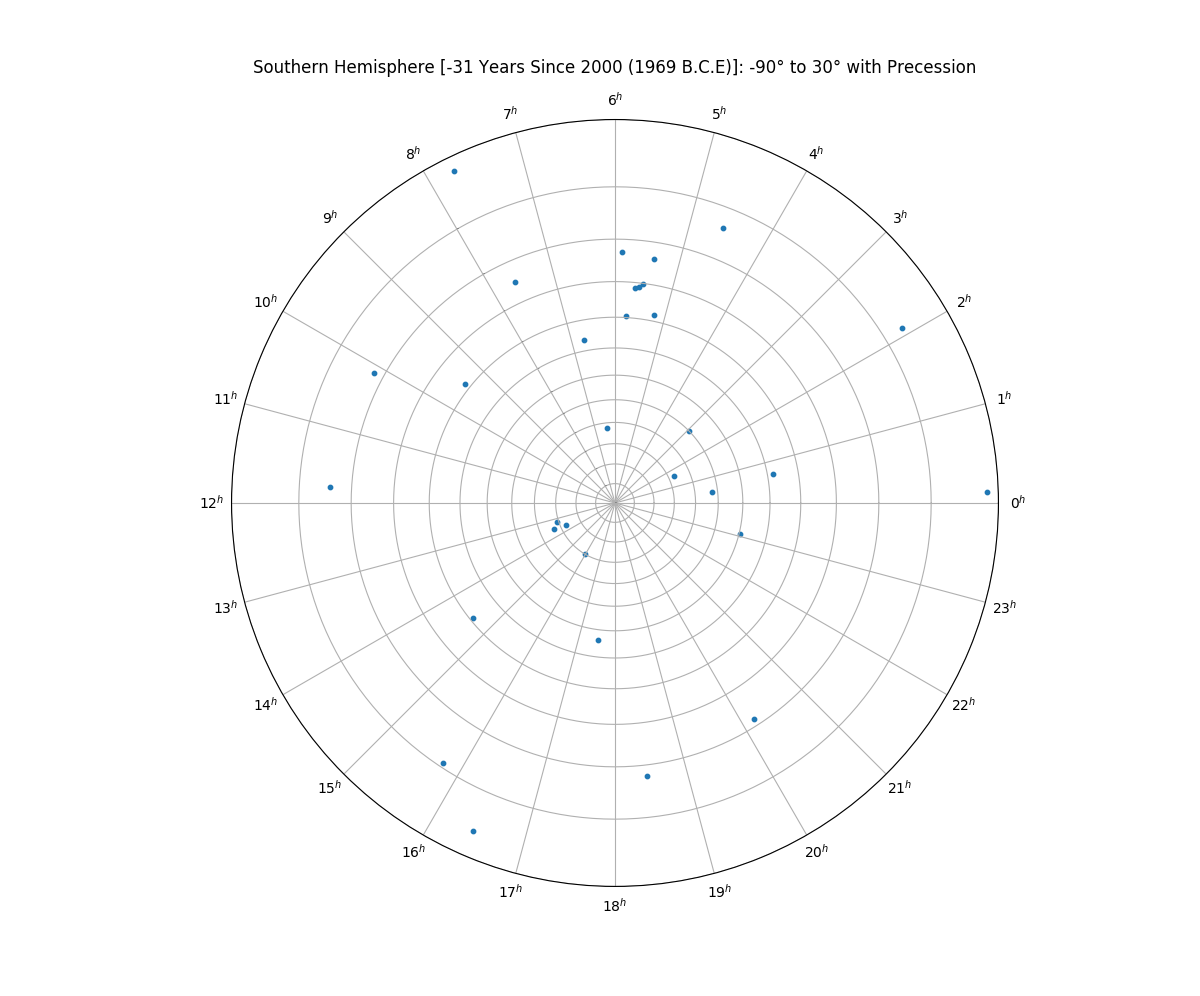 Southern Hemisphere [-31 Years Since 2000 (1969 B.C.E)]: -90° to 30° with Precession
6h
7h 5h
8h 4h
9h 3h
10h 2h
11h 1h
12h 0h
13h 23h
14h 22h
15h 21h
16h 20h
17h 19h
18h